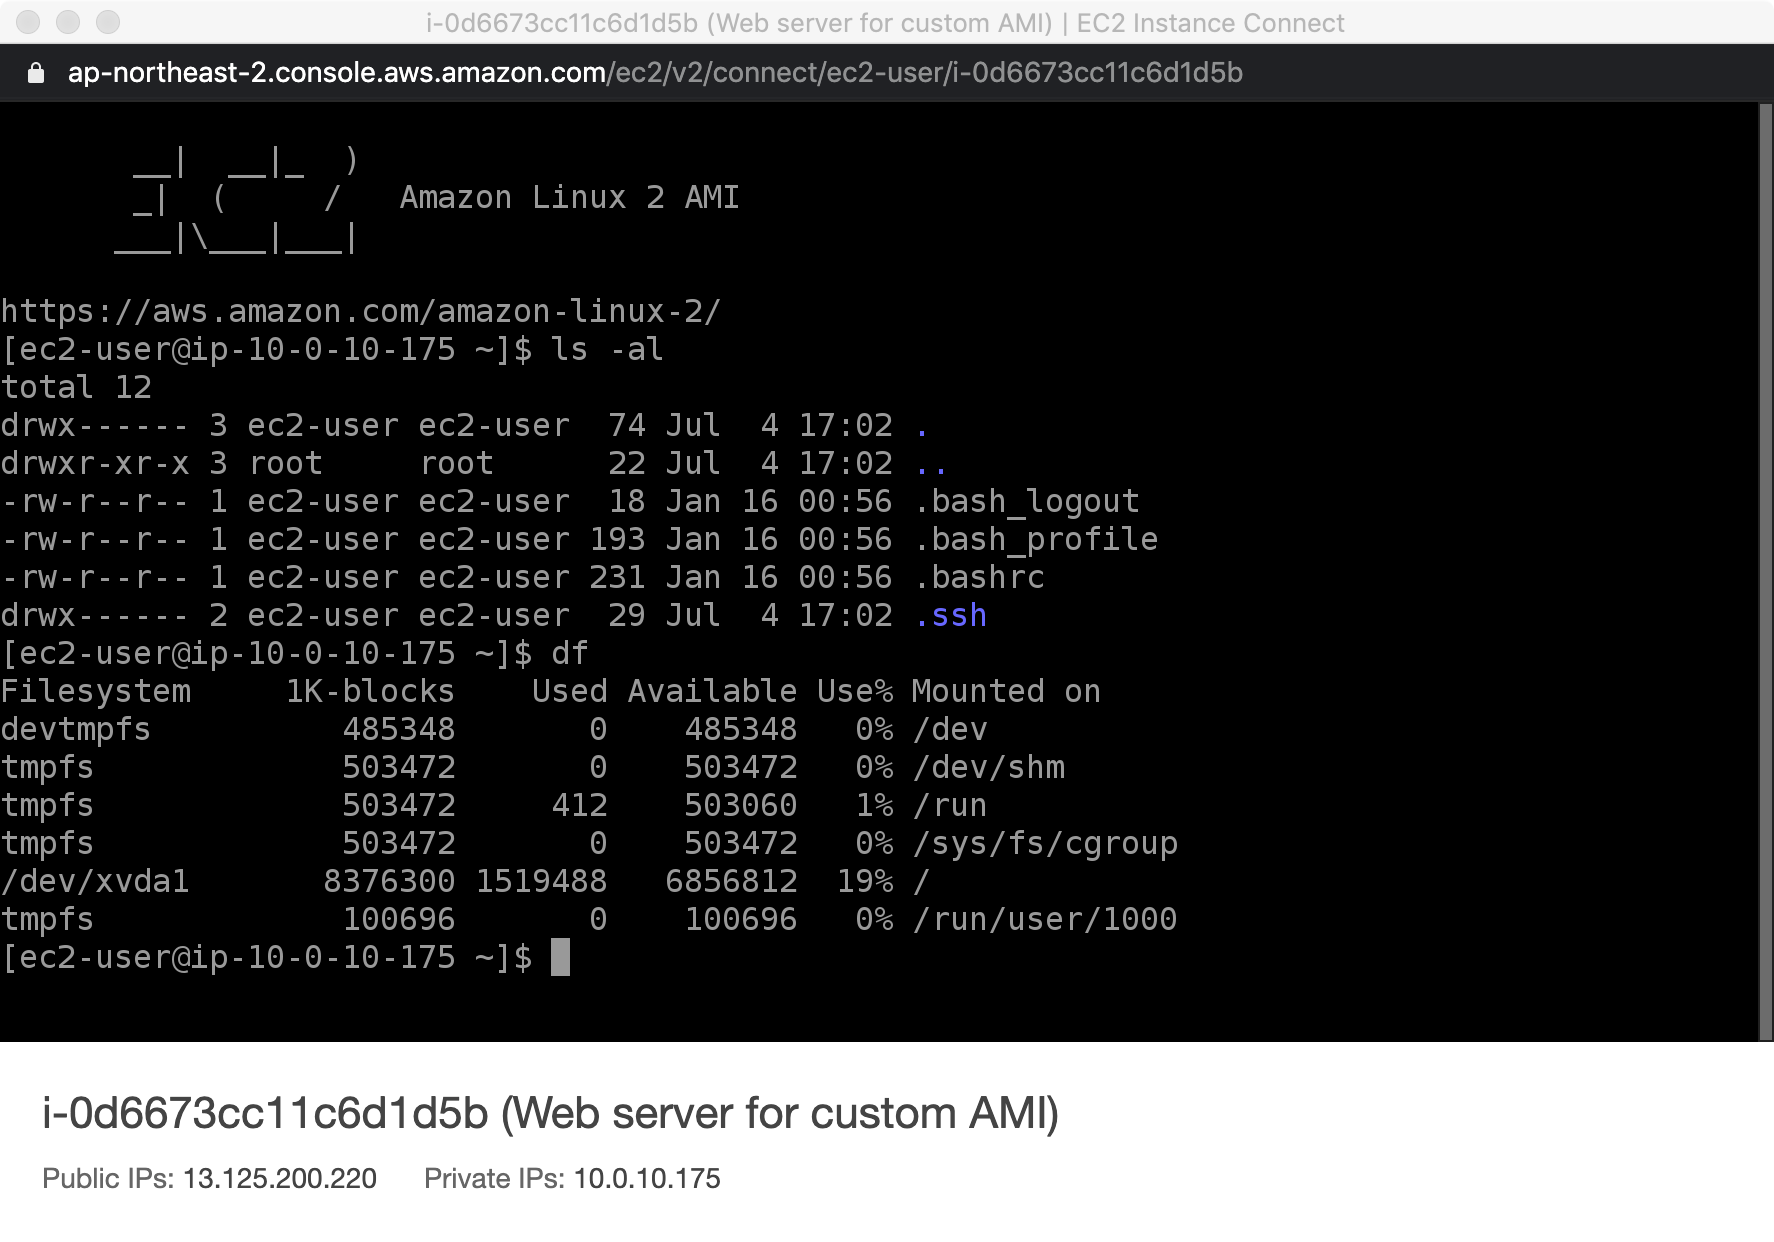 i-0d6673cc11c6d1d5b (Web server for custom AMI) | EC2 Instance Connect
ap-northeast-2.console.aws.amazon.com/ec2/v2/connect/ec2-user/i-0d6673cc11c6d1d5b
       __|  __|_  )
       _|  (     /   Amazon Linux 2 AMI
      ___|\___|___|
https://aws.amazon.com/amazon-linux-2/
[ec2-user@ip-10-0-10-175 ~]$ ls -al
total 12
drwx------ 3 ec2-user ec2-user  74 Jul  4 17:02 .
drwxr-xr-x 3 root     root      22 Jul  4 17:02 ..
-rw-r--r-- 1 ec2-user ec2-user  18 Jan 16 00:56 .bash_logout
-rw-r--r-- 1 ec2-user ec2-user 193 Jan 16 00:56 .bash_profile
-rw-r--r-- 1 ec2-user ec2-user 231 Jan 16 00:56 .bashrc
drwx------ 2 ec2-user ec2-user  29 Jul  4 17:02 .ssh
[ec2-user@ip-10-0-10-175 ~]$ df
Filesystem     1K-blocks    Used Available Use% Mounted on
devtmpfs          485348       0    485348   0% /dev
tmpfs             503472       0    503472   0% /dev/shm
tmpfs             503472     412    503060   1% /run
tmpfs             503472       0    503472   0% /sys/fs/cgroup
/dev/xvda1       8376300 1519488   6856812  19% /
tmpfs             100696       0    100696   0% /run/user/1000
[ec2-user@ip-10-0-10-175 ~]$
i-0d6673cc11c6d1d5b (Web server for custom AMI)
Public IPs: 13.125.200.220 Private IPs: 10.0.10.175